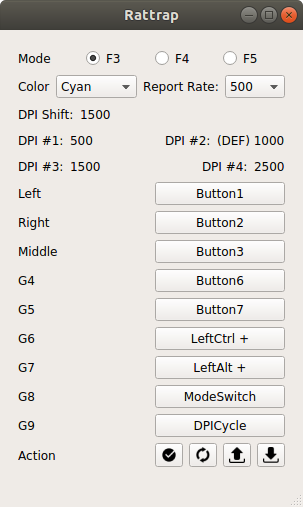 Rattrap
Mode F3 F4 F5
Color Cyan Report Rate: 500
DPI Shift: 1500
DPI #1: 500 DPI #2: (DEF) 1000
DPI #3: 1500 DPI #4: 2500
Left Button1
Right Button2
Middle Button3
G4 Button6
G5 Button7
G6 LeftCtrl +
G7 LeftAlt +
G8 ModeSwitch
G9 DPICycle
Action